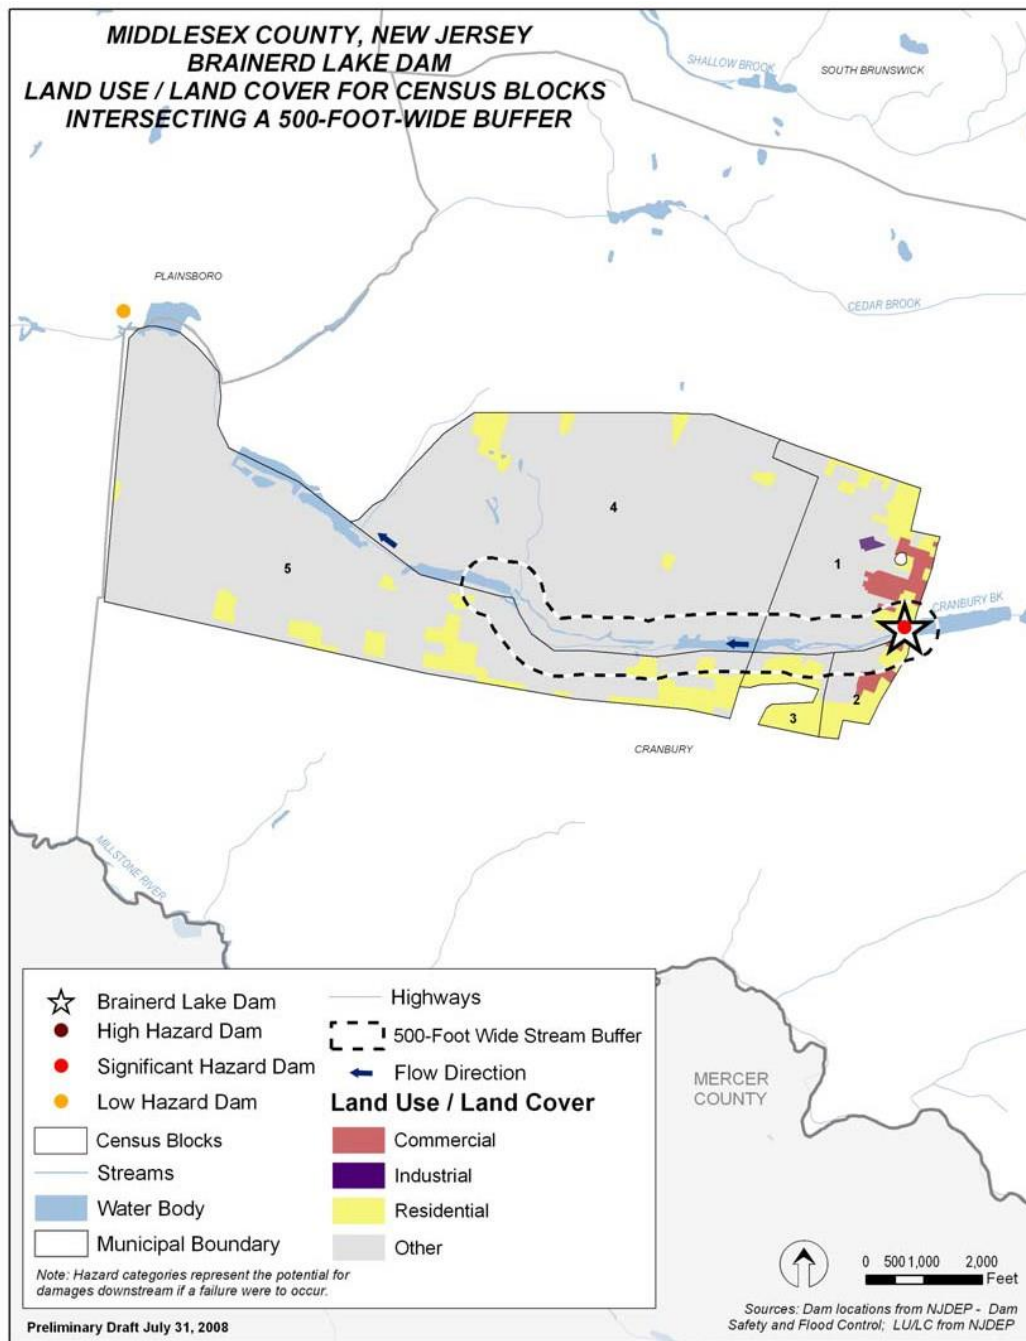 MIDDLESEX COUNTY, NEW JERSEY
BRAINERD LAKE DAM
LAND USE / LAND COVER FOR CENSUS BLOCKS
INTERSECTING A 500-FOOT-WIDE BUFFER
SHALLOW BROOK
SOUTH BRUNSWICK
PLAINSBORO
CEDAR BROOK
4
1
5
CRANBURY BK
2
3
CRANBURY
MILLSTONE RIVER
MERCER
COUNTY
Brainerd Lake Dam
High Hazard Dam
Significant Hazard Dam
Low Hazard Dam
Census Blocks
Streams
Water Body
Municipal Boundary
Note: Hazard categories represent the potential for
damages downstream if a failure were to occur.
Highways
500-Foot Wide Stream Buffer
Flow Direction
Land Use / Land Cover
Commercial
Industrial
Residential
Other
0 500 1,000 2,000
Feet
Sources: Dam locations from NJDEP - Dam
Safety and Flood Control; LU/LC from NJDEP
Preliminary Draft July 31, 2008